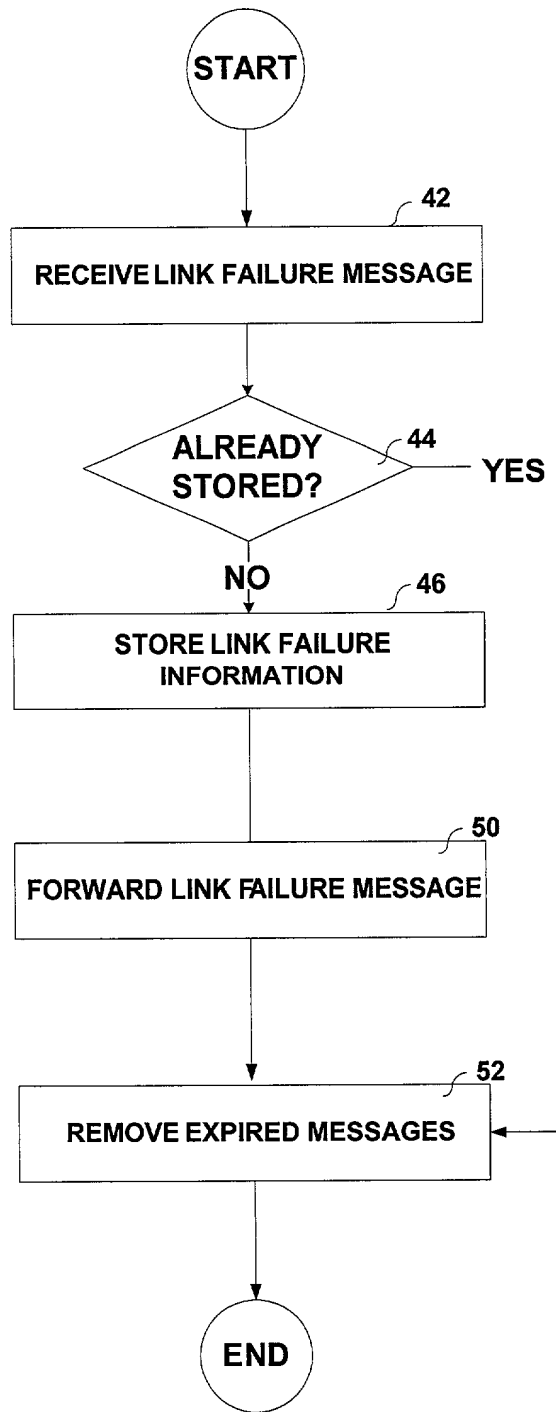 START
42
RECEIVE LINK FAILURE MESSAGE
ALREADY
STORED?
44
YES
NO
46
STORE LINK FAILURE
INFORMATION
50
FORWARD LINK FAILURE MESSAGE
52
REMOVE EXPIRED MESSAGES
END